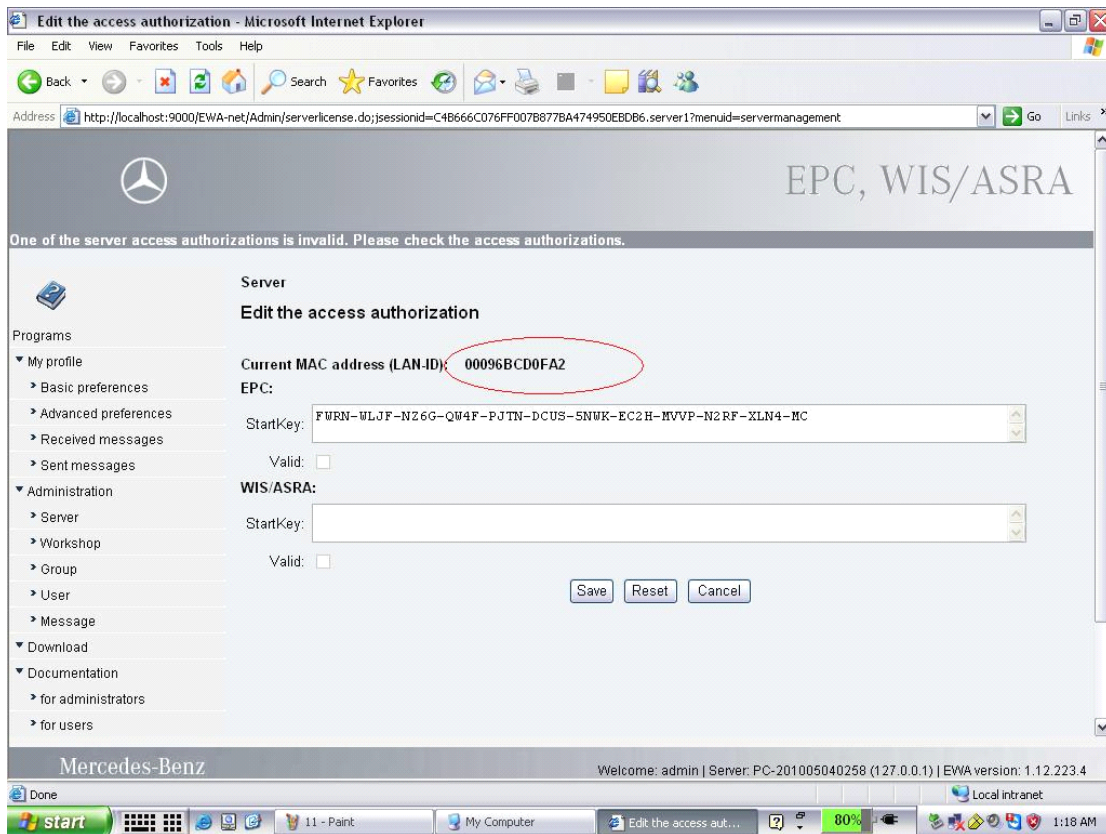 Edit the access authorization - Microsoft Internet Explorer
File Edit View Favorites Tools Help
Back Search Favorites
Address http://localhost:9000/EWA-net/Admin/serverlicense.do;jsessionid=C4B666C076FF007B877BA474950EBDB6.server1?menuid=servermanagement Go Links
EPC, WIS/ASRA
One of the server access authorizations is invalid. Please check the access authorizations.
Server
Edit the access authorization
Programs
My profile
Basic preferences
Advanced preferences
Received messages
Sent messages
Administration
Server
Workshop
Group
User
Message
Download
Documentation
for administrators
for users
Current MAC address (LAN-ID): 00096BCD0FA2
EPC:
StartKey: FWRN-WLJF-NZ6G-QW4F-PJTN-DCUS-5NWK-EC2H-MVVP-N2RF-XLN4-MC
Valid:
WIS/ASRA:
StartKey:
Valid:
Save Reset Cancel
Mercedes-Benz
Welcome: admin | Server: PC-201005040258 (127.0.0.1) | EWA version: 1.12.223.4
Done Local intranet
start 11 - Paint My Computer Edit the access aut... 80% 1:18 AM